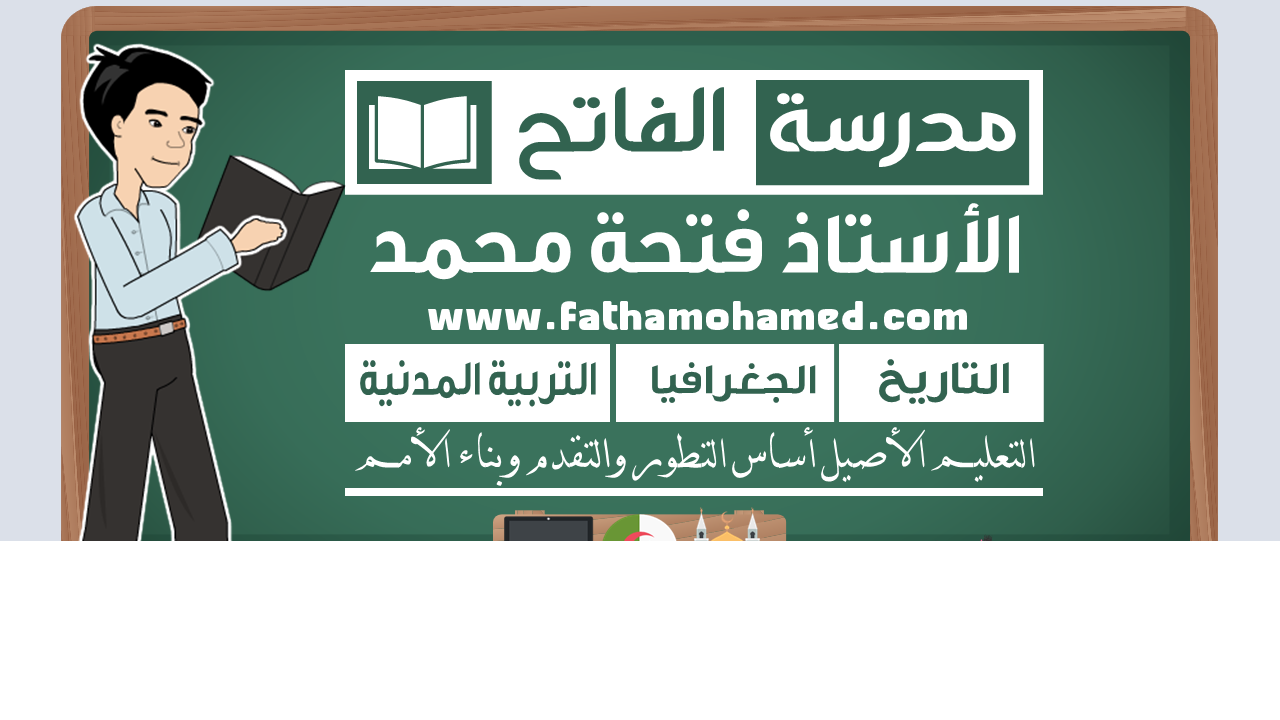 مدرسة الفاتح
الأستاذ فتحة محمد
www.fathamohamed.com
التاريخ الجغرافيا التربية المدنية
التعليم الأصيل أساس التطور والتقدم وبناء الأمم